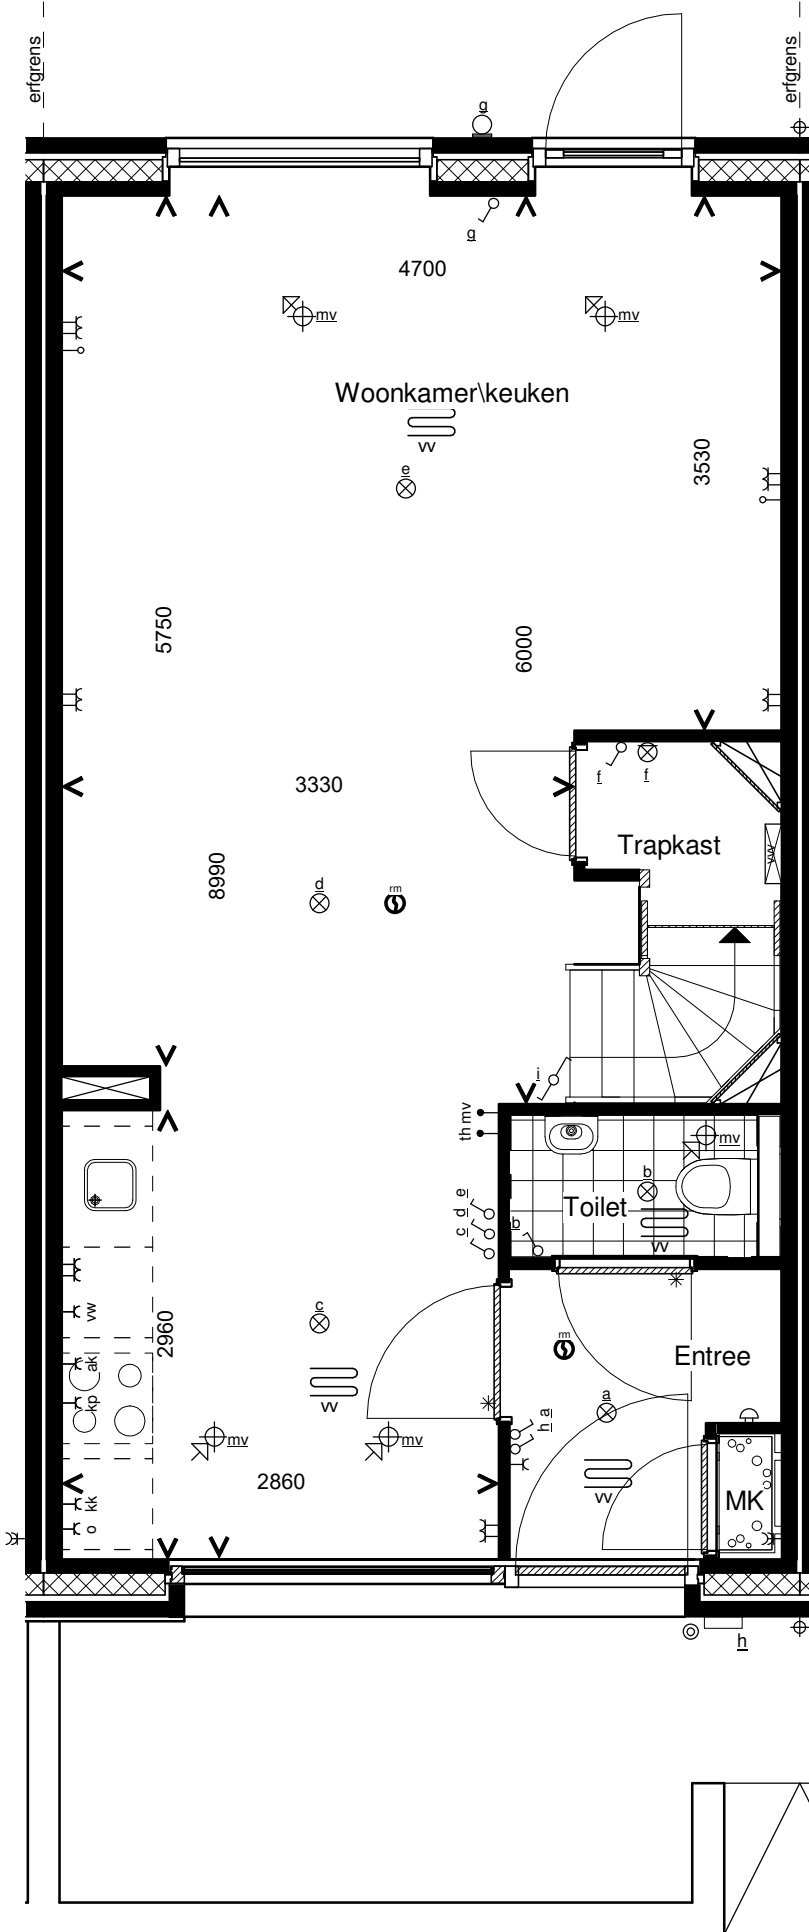 erfgrens
erfgrens
g
g
4700
mv
mv
Woonkamer\keuken
vv
3530
e
5750
6000
f
f
3330
Trapkast
vw
8990
d
rm
i
th mv
mv
b
Toilet
b
vv
c d e
vw
c
2960
ak
rm
Entree
kp
vv
a
h a
mv
mv
2860
vv
MK
kk
o
h